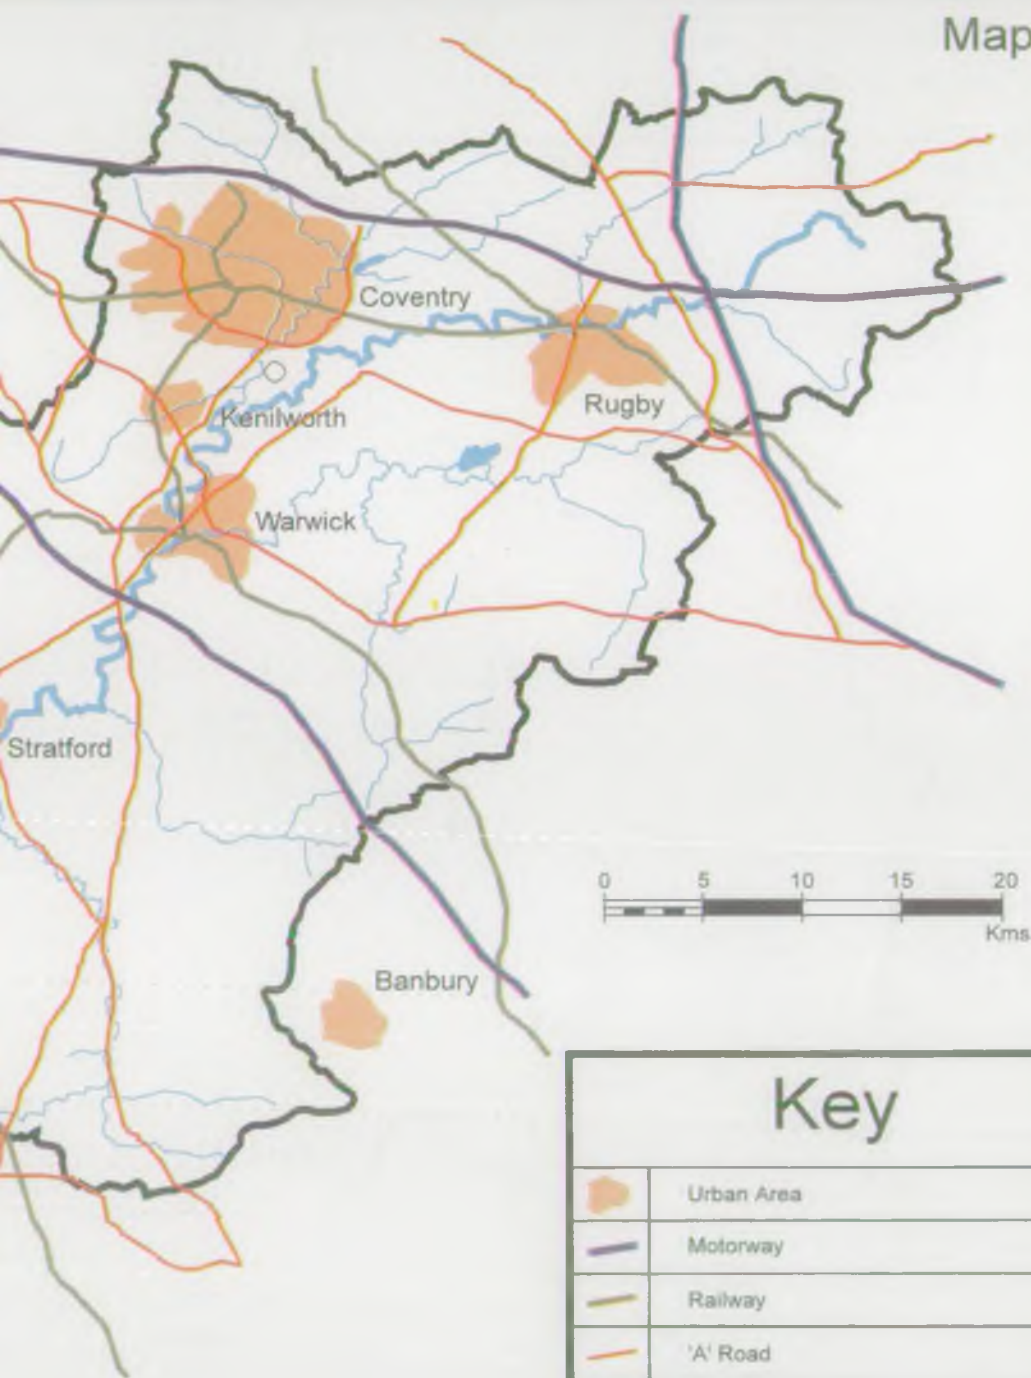 Map
Coventry
Rugby
Kenilworth
Warwick
Stratford
0 5 10 15 20
Kms
Banbury
Key
Urban Area
Motorway
Railway
'A' Road